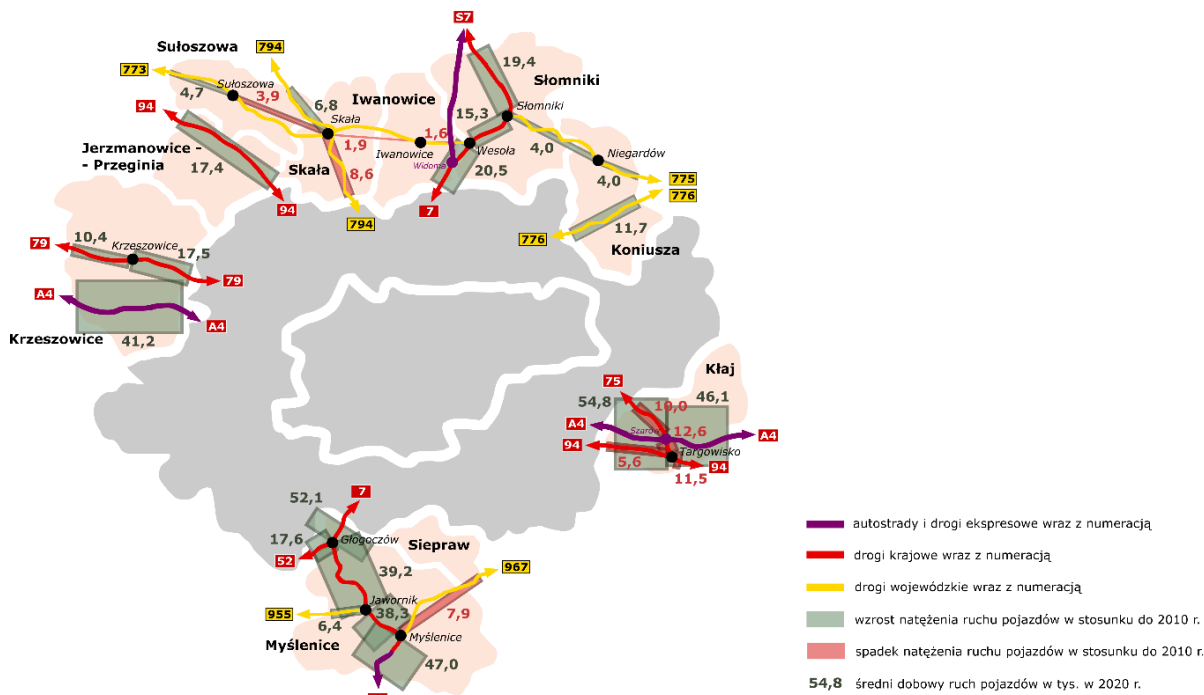 S7
Sułoszowa
794
773
Sułoszowa
19,4
Słomniki
4,7
3,9
6,8
Iwanowice
94
Skała
15,3
Słomniki
Jerzmanowice -
- Przeginia
1,9
1,6
Iwanowice
Wesoła
4,0
Niegardów
17,4
Skała
8,6
Widoma
20,5
4,0
775
776
94
794
7
776
11,7
Koniusza
10,4
Krzeszowice
79
17,5
79
A4
A4
Krzeszowice
41,2
Kłaj
75
54,8
46,1
10,0
A4
Szarów
12,6
A4
94
5,6
Targowisko
94
11,5
52,1
7
17,6
Głogoczów
Siepraw
52
39,2
967
Jawornik
955
38,3
7,9
6,4
Myślenice
Myślenice
47,0
autostrady i drogi ekspresowe wraz z numeracją
drogi krajowe wraz z numeracją
drogi wojewódzkie wraz z numeracją
wzrost natężenia ruchu pojazdów w stosunku do 2010 r.
spadek natężenia ruchu pojazdów w stosunku do 2010 r.
54,8 średni dobowy ruch pojazdów w tys. w 2020 r.